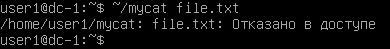 user1@dc-1:~$ ~/mycat file.txt
/home/user1/mycat: file.txt: Отказано в доступе
user1@dc-1:~$